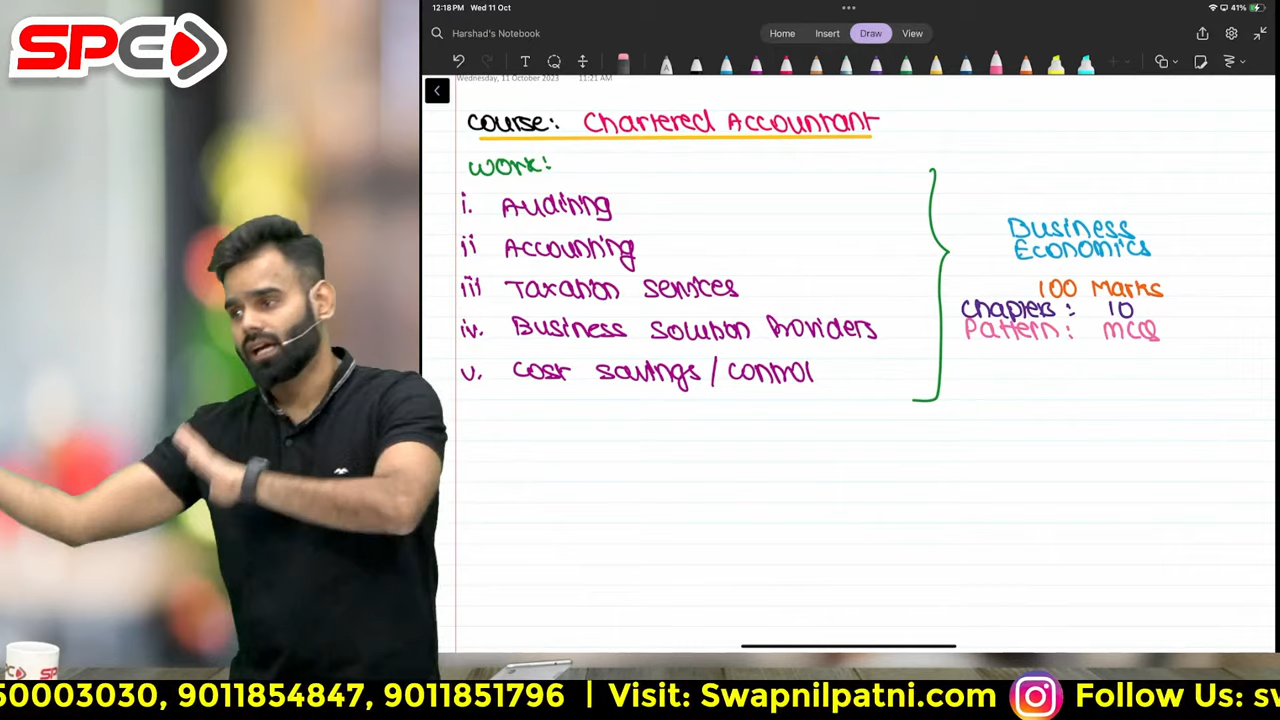 SPE
12:18 PM Wed 11 Oct
41%
Harshad's Notebook
Home Insert Draw View
Wednesday, 11 October 2023 11:21 AM
Course: Chartered Accountant
Work:
i. Auditing
ii Accounting
iii Taxation Services
iv. Business Solution Providers
v. Cost savings / control
Business
Economics
100 Marks
Chapters: 10
Pattern: MCQ
SPE
50003030, 9011854847, 9011851796 | Visit: Swapnilpatni.com Follow Us: sv